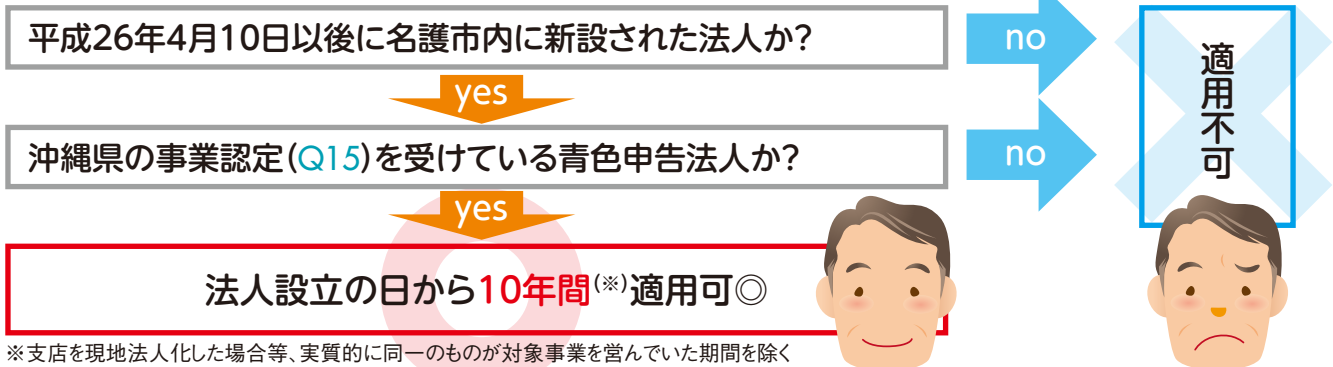 平成26年4月10日以後に名護市内に新設された法人か?
no
yes
沖縄県の事業認定(Q15)を受けている青色申告法人か?
no
適用不可
yes
法人設立の日から10年間(※)適用可◎
※支店を現地法人化した場合等、実質的に同一のものが対象事業を営んでいた期間を除く